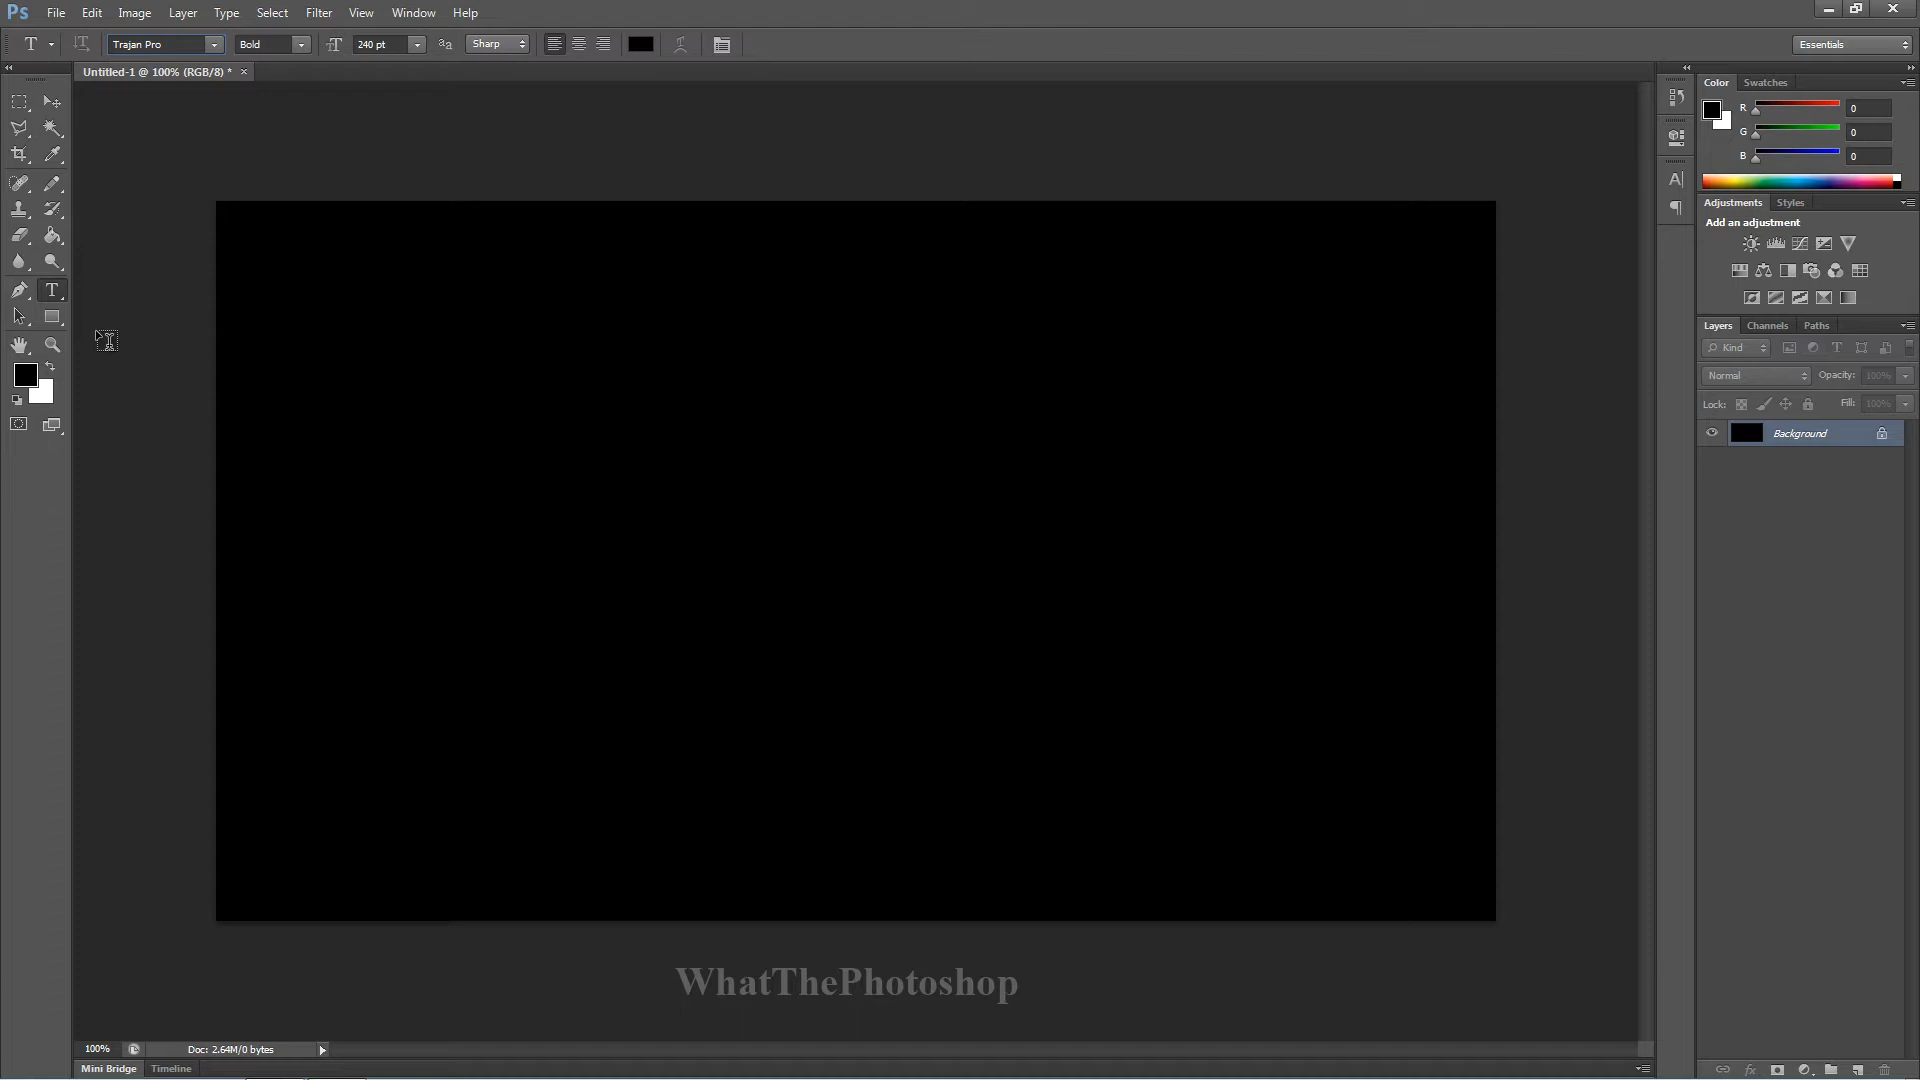 Ps File Edit Image Layer Type Select Filter View Window Help
T Trajan Pro Bold 240 pt Sharp Essentials
Untitled-1 @ 100% (RGB/8) * ×
Color Swatches
R 0
G 0
B 0
Adjustments Styles
Add an adjustment
Layers Channels Paths
Kind
Normal Opacity: 100%
Lock: Fill: 100%
Background
WhatThePhotoshop
100% Doc: 2.64M/0 bytes
Mini Bridge Timeline